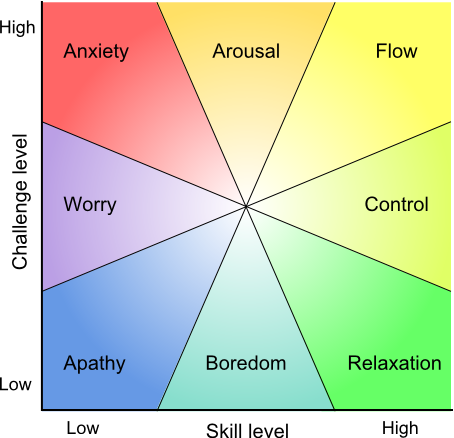 High
Anxiety
Arousal
Flow
Challenge level
Worry
Control
Apathy
Boredom
Relaxation
Low
Low
Skill level
High